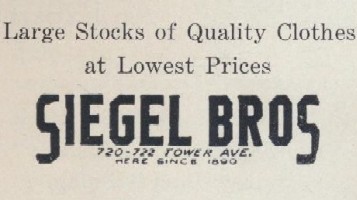 Large Stocks of Quality Clothes
at Lowest Prices
SIEGEL BROS
720-722 TOWER AVE.
HERE SINCE 1890